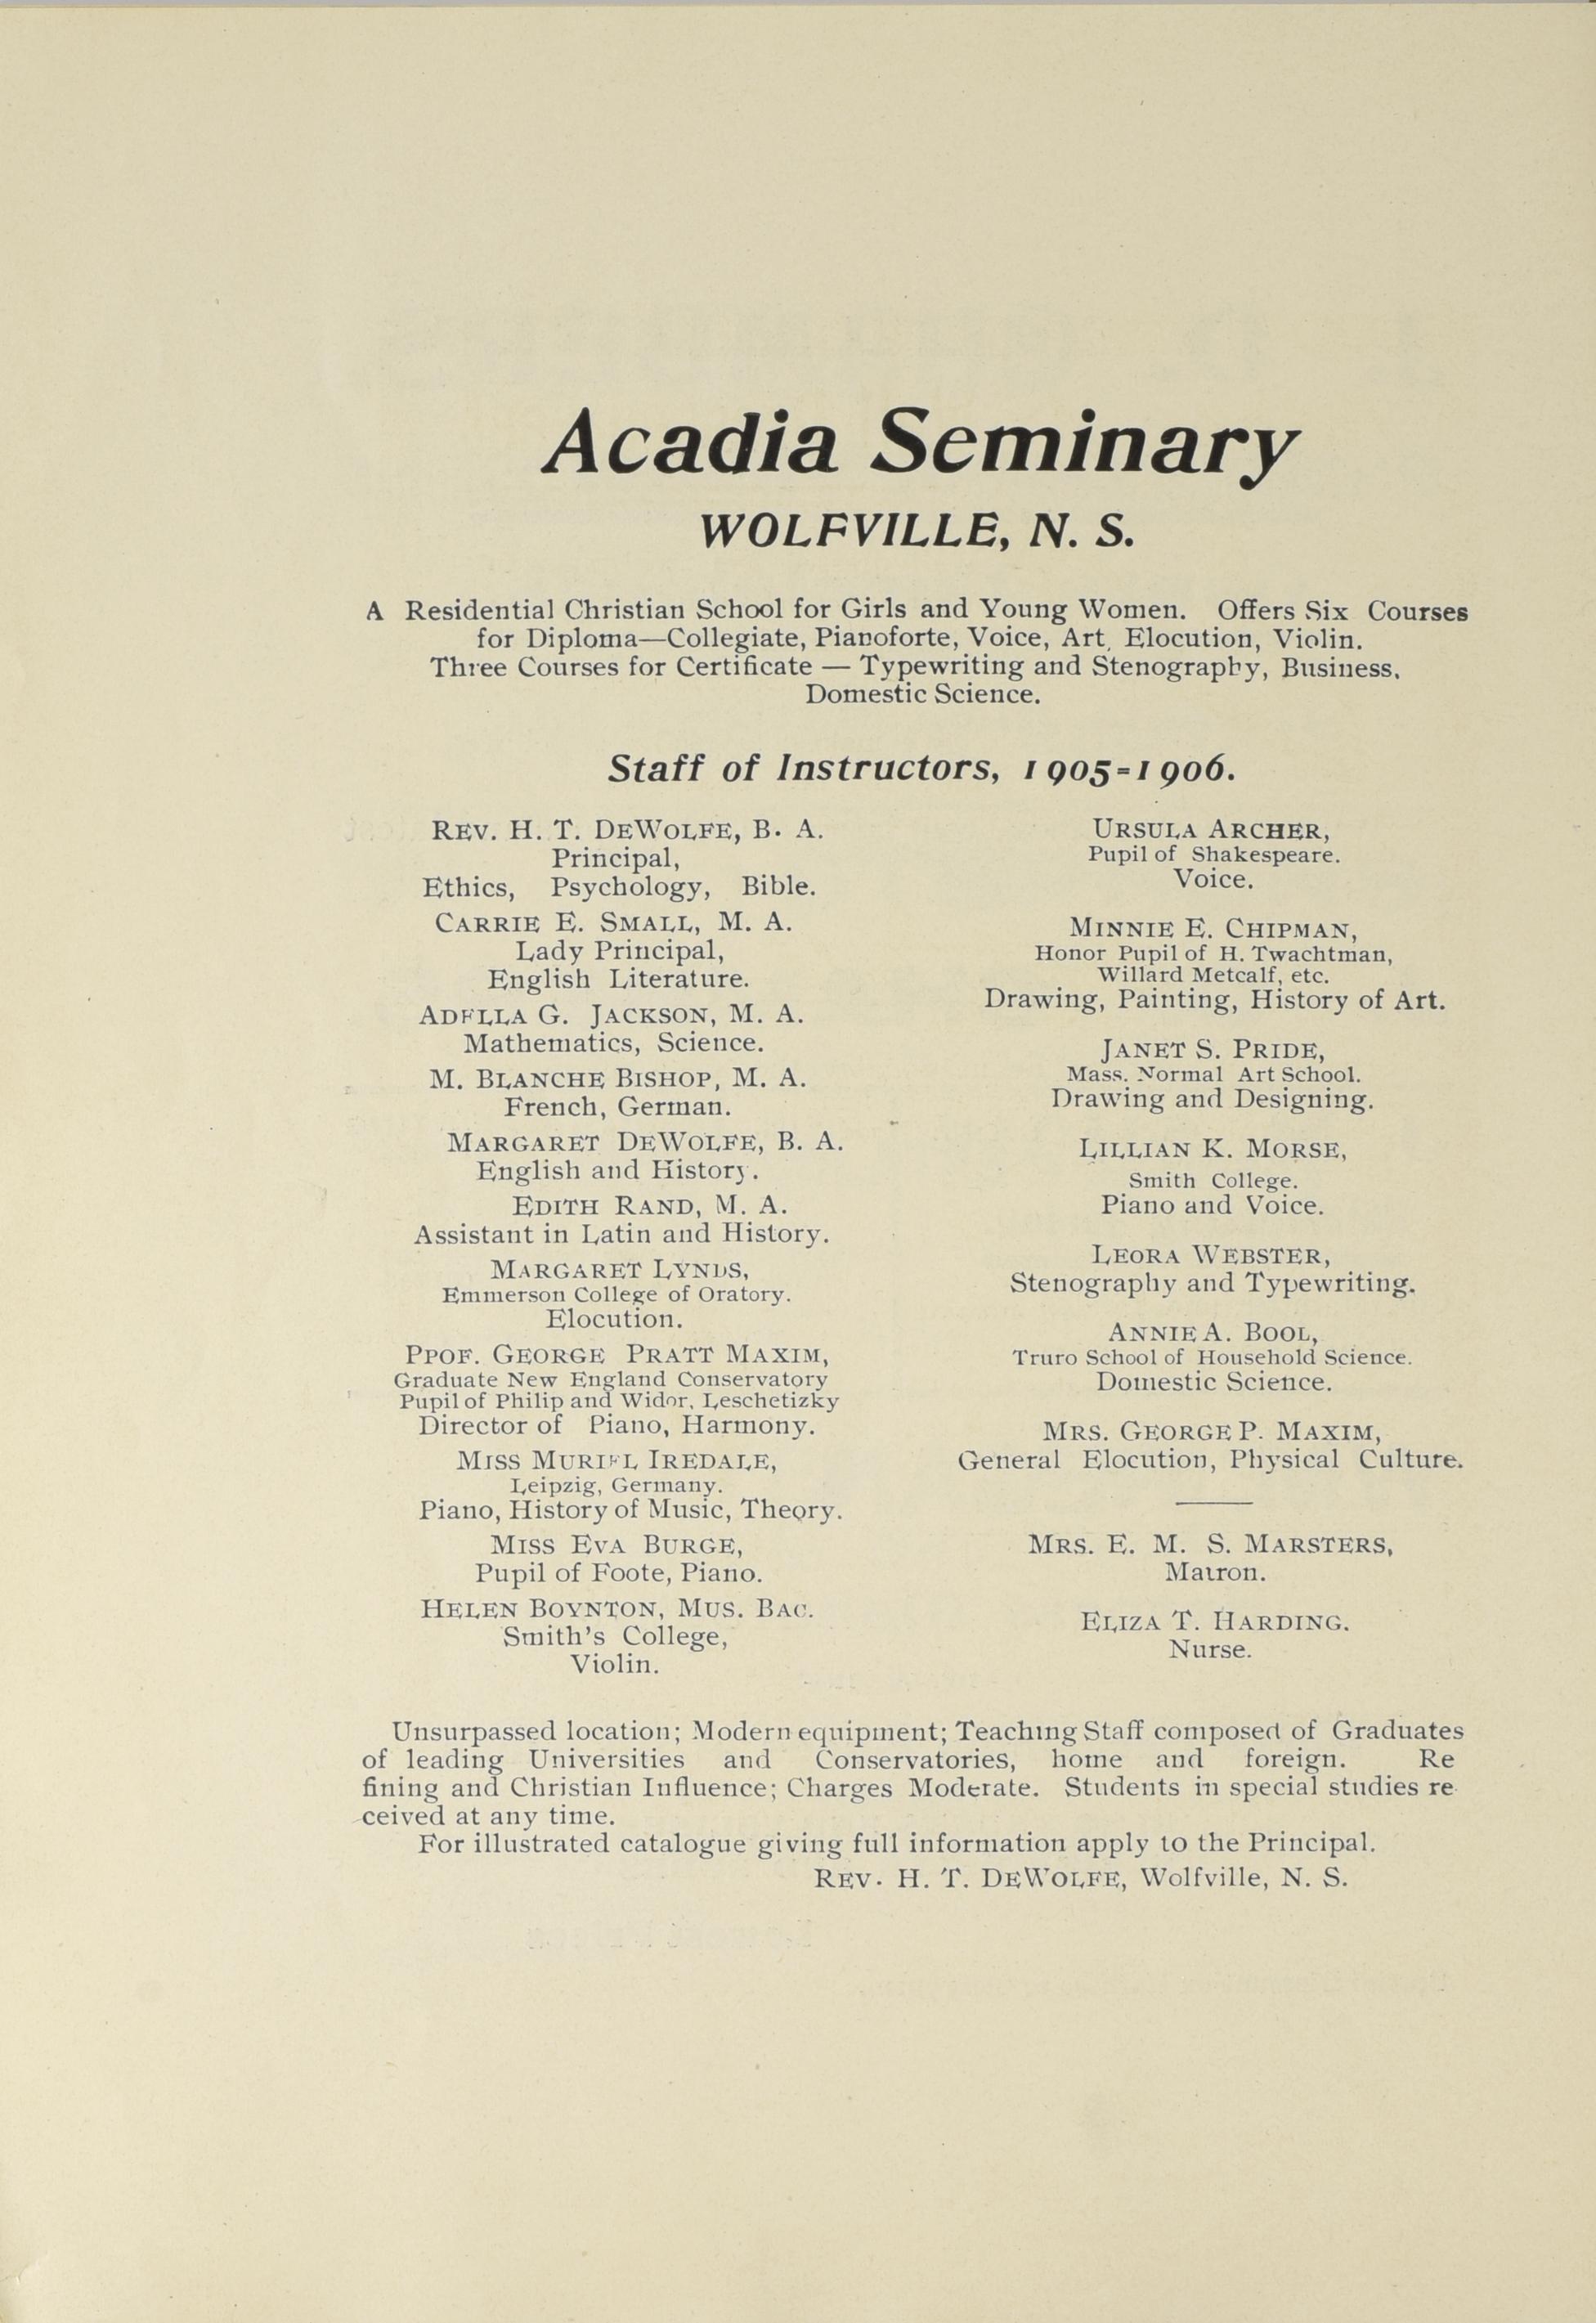 Acadia Seminary
WOLFVILLE, N. S.
A Residential Christian School for Girls and Young Women. Offers Six Courses
for Diploma—Collegiate, Pianoforte, Voice, Art, Elocution, Violin.
Three Courses for Certificate — Typewriting and Stenography, Business,
Domestic Science.
Staff of Instructors, 1905=1906.
REV. H. T. DEWOLFE, B. A.
Principal,
Ethics, Psychology, Bible.
CARRIE E. SMALL, M. A.
Lady Principal,
English Literature.
ADELLA G. JACKSON, M. A.
Mathematics, Science.
M. BLANCHE BISHOP, M. A.
French, German.
MARGARET DEWOLFE, B. A.
English and History.
EDITH RAND, M. A.
Assistant in Latin and History.
MARGARET LYNDS,
Emmerson College of Oratory.
Elocution.
PPOF. GEORGE PRATT MAXIM,
Graduate New England Conservatory
Pupil of Philip and Widor, Leschetizky
Director of Piano, Harmony.
MISS MURIEL IREDALE,
Leipzig, Germany.
Piano, History of Music, Theory.
MISS EVA BURGE,
Pupil of Foote, Piano.
HELEN BOYNTON, MUS. BAC.
Smith's College,
Violin.
URSULA ARCHER,
Pupil of Shakespeare.
Voice.
MINNIE E. CHIPMAN,
Honor Pupil of H. Twachtman,
Willard Metcalf, etc.
Drawing, Painting, History of Art.
JANET S. PRIDE,
Mass. Normal Art School.
Drawing and Designing.
LILLIAN K. MORSE,
Smith College.
Piano and Voice.
LEORA WEBSTER,
Stenography and Typewriting.
ANNIE A. BOOL,
Truro School of Household Science.
Domestic Science.
MRS. GEORGE P. MAXIM,
General Elocution, Physical Culture.
MRS. E. M. S. MARSTERS,
Matron.
ELIZA T. HARDING.
Nurse.
Unsurpassed location; Modern equipment; Teaching Staff composed of Graduates
of leading Universities and Conservatories, home and foreign. Re
fining and Christian Influence; Charges Moderate. Students in special studies re-
ceived at any time.
For illustrated catalogue giving full information apply to the Principal.
REV. H. T. DEWOLFE, Wolfville, N. S.